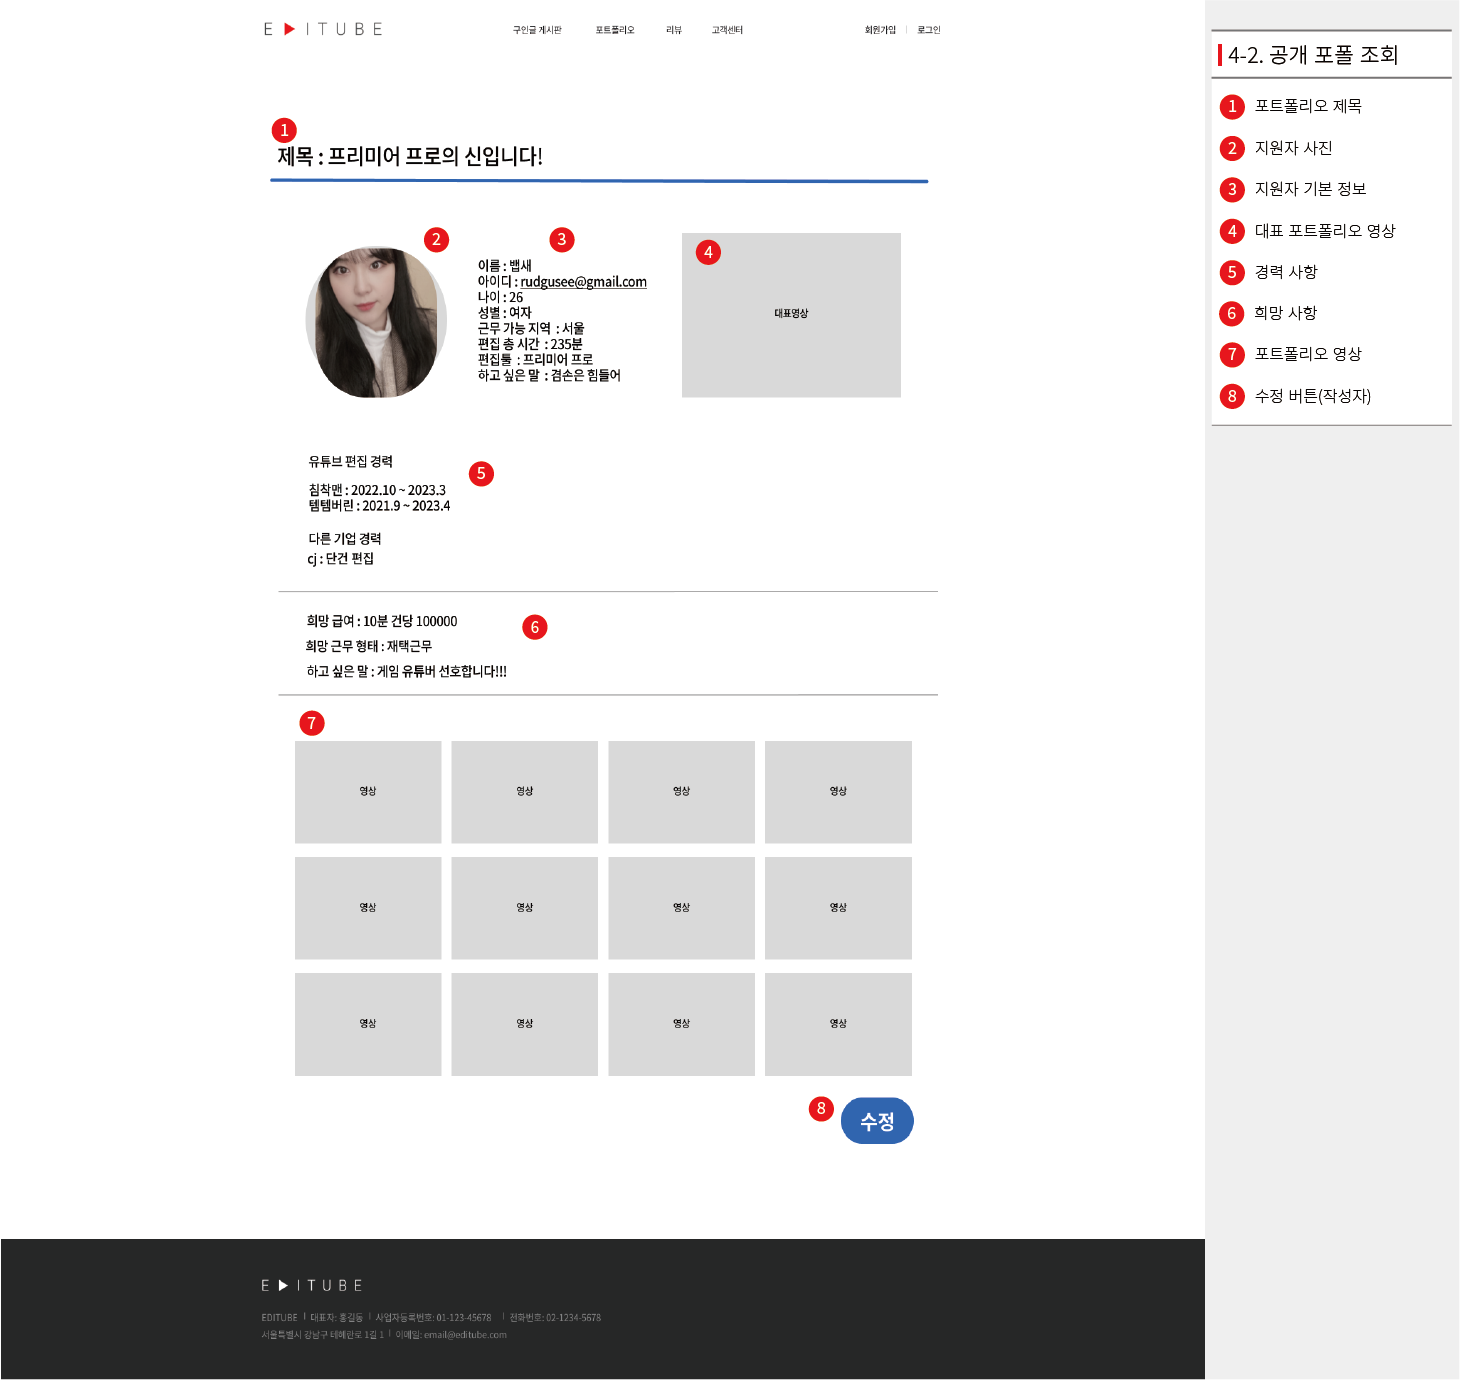 E ITUBE
구인글 게시판 포트폴리오 리뷰 고객센터 회원가입 | 로그인
1
제목 : 프리미어 프로의 신입니다!
2
3
이름 : 뱁새
아이디 : rudgusee@gmail.com
나이 : 26
성별 : 여자
근무 가능 지역 : 서울
편집 총 시간 : 235분
편집툴 : 프리미어 프로
하고 싶은 말 : 겸손은 힘들어
4
대표영상
유튜브 편집 경력
5
침착맨 : 2022.10 ~ 2023.3
템템버린 : 2021.9 ~ 2023.4
다른 기업 경력
cj : 단건 편집
희망 급여 : 10분 건당 100000
6
희망 근무 형태 : 재택근무
하고 싶은 말 : 게임 유튜버 선호합니다!!!
7
영상 영상 영상 영상
영상 영상 영상 영상
영상 영상 영상 영상
8
수정
E ITUBE
EDITUBE | 대표자: 홍길동 | 사업자등록번호: 01-123-45678 | 전화번호: 02-1234-5678
서울특별시 강남구 테헤란로 1길 1 | 이메일: email@editube.com
4-2. 공개 포폴 조회
1 포트폴리오 제목
2 지원자 사진
3 지원자 기본 정보
4 대표 포트폴리오 영상
5 경력 사항
6 희망 사항
7 포트폴리오 영상
8 수정 버튼(작성자)